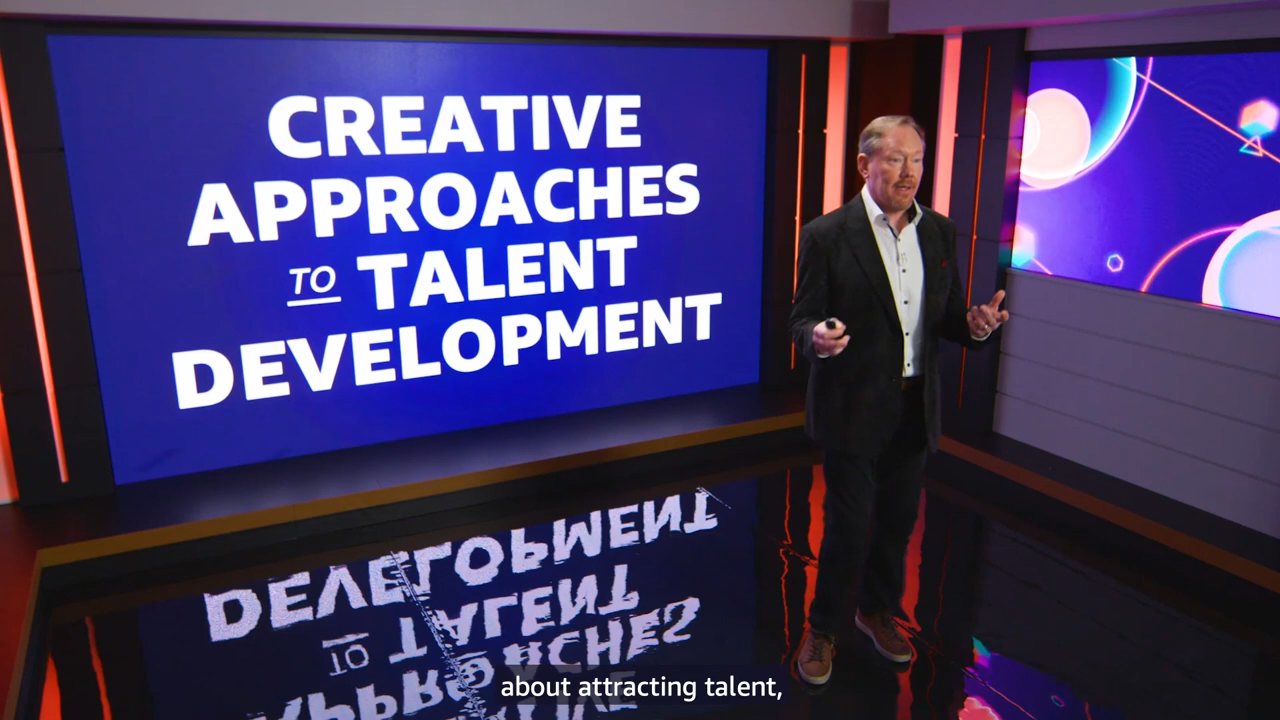 CREATIVE
APPROACHES
TO TALENT
DEVELOPMENT
about attracting talent,